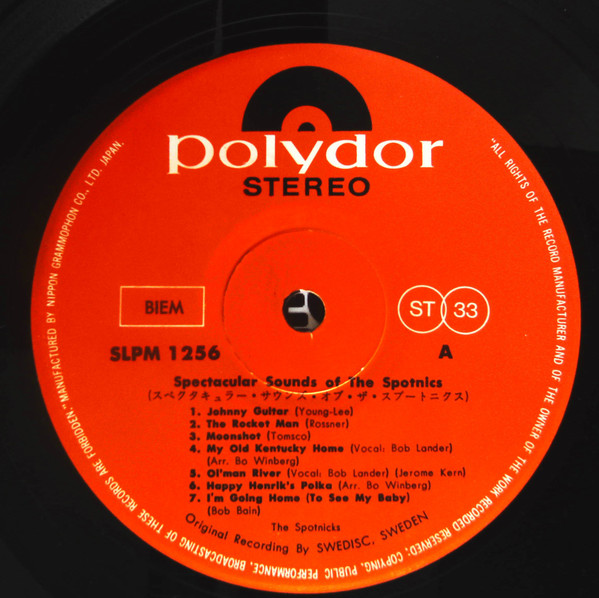 polydor
STEREO
BIEM
ST 33
SLPM 1256
A
Spectacular Sounds of The Spotnics
(スペクタキュラー・サウンズ・オブ・ザ・スプートニクス)
1. Johnny Guitar (Young-Lee)
2. The Rocket Man (Rossner)
3. Moonshot (Tomsco)
4. My Old Kentucky Home (Vocal: Bob Lander)
(Arr. Bo Winberg)
5. Ol'man River (Vocal: Bob Lander) (Jerome Kern)
6. Happy Henrik's Polka (Arr. Bo Winberg)
7. I'm Going Home (To See My Baby)
(Bob Bain)
The Spotnicks
Original Recording By SWEDISC, SWEDEN
"ALL RIGHTS OF THE RECORD MANUFACTURER AND OF THE OWNER OF THE WORK RECORDED RESERVED; COPYING, PUBLIC PERFORMANCE, BROADCASTING OF THESE RECORDS ARE FORBIDDEN." MANUFACTURED BY NIPPON GRAMMOPHON CO., LTD. JAPAN.